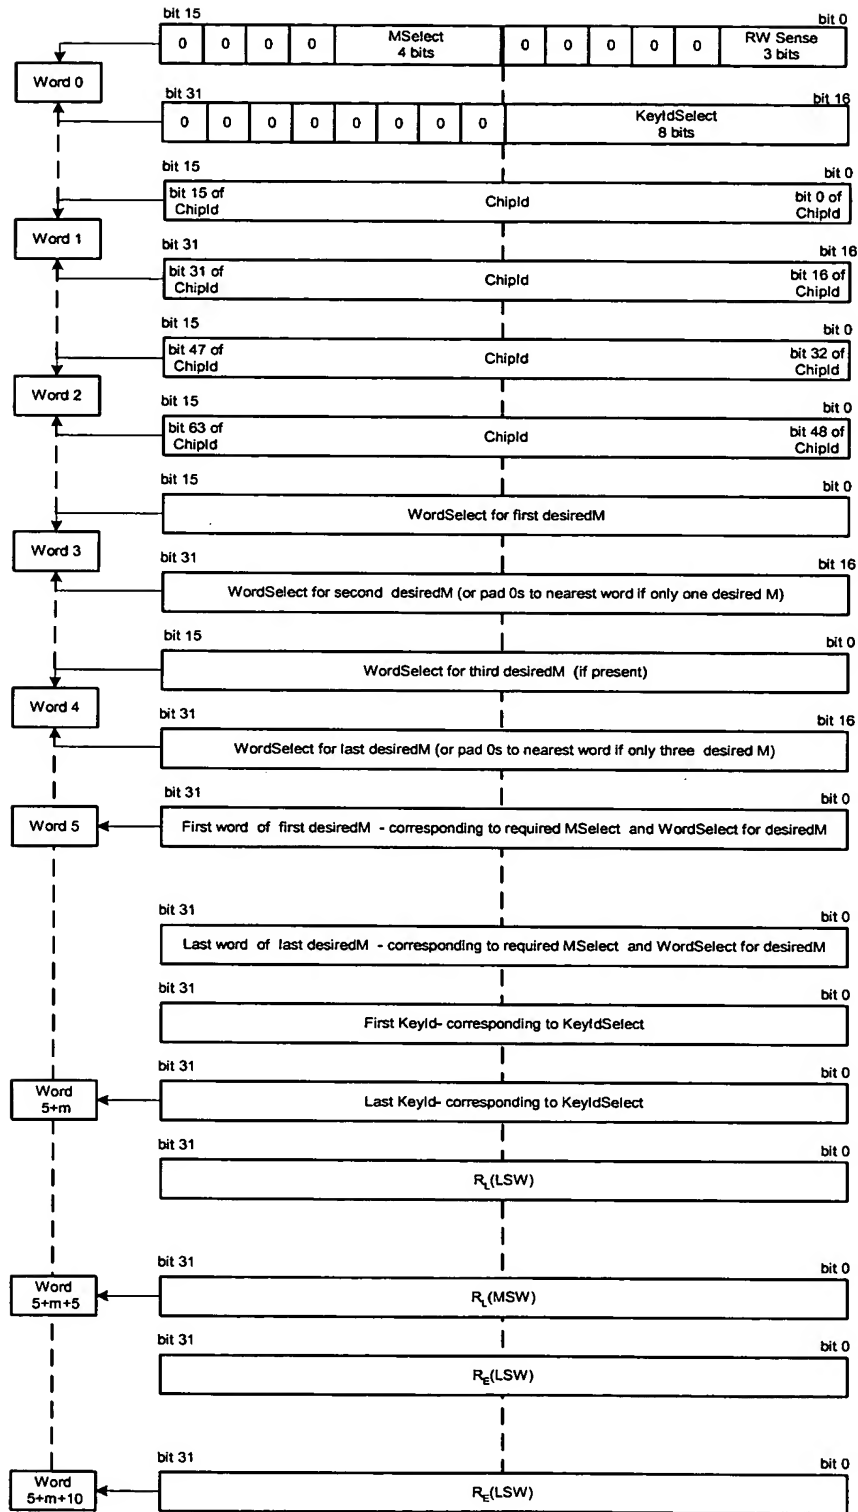 bit 15
bit 0
0 0 0 0 MSelect 0 0 0 0 0 RW Sense
4 bits 3 bits
Word 0
bit 31
bit 16
0 0 0 0 0 0 0 0 KeyIdSelect
8 bits
bit 15
bit 0
bit 15 of ChipId bit 0 of
ChipId ChipId
Word 1
bit 31
bit 16
bit 31 of ChipId bit 16 of
ChipId ChipId
bit 15
bit 0
bit 47 of ChipId bit 32 of
ChipId ChipId
Word 2
bit 15
bit 0
bit 63 of ChipId bit 48 of
ChipId ChipId
bit 15
bit 0
WordSelect for first desiredM
Word 3
bit 31
bit 16
WordSelect for second desiredM (or pad 0s to nearest word if only one desired M)
bit 15
bit 0
WordSelect for third desiredM (if present)
Word 4
bit 31
bit 16
WordSelect for last desiredM (or pad 0s to nearest word if only three desired M)
bit 31
bit 0
Word 5
First word of first desiredM - corresponding to required MSelect and WordSelect for desiredM
bit 31
bit 0
Last word of last desiredM - corresponding to required MSelect and WordSelect for desiredM
bit 31
bit 0
First KeyId- corresponding to KeyIdSelect
bit 31
bit 0
Word
5+m
Last KeyId- corresponding to KeyIdSelect
bit 31
bit 0
RL(LSW)
bit 31
bit 0
Word
5+m+5
RL(MSW)
bit 31
bit 0
RE(LSW)
bit 31
bit 0
Word
5+m+10
RE(LSW)